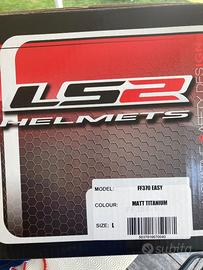 LS2
HELMETS
MODEL: FF370 EASY
COLOUR: MATT TITANIUM
SIZE: L
subito